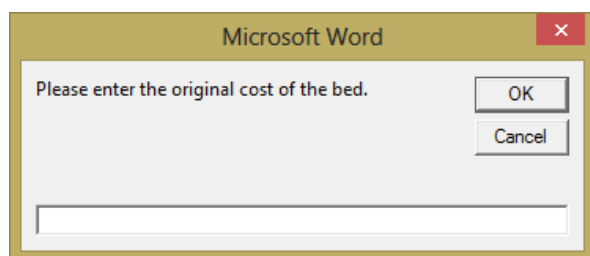 Microsoft Word
Please enter the original cost of the bed.
OK
Cancel